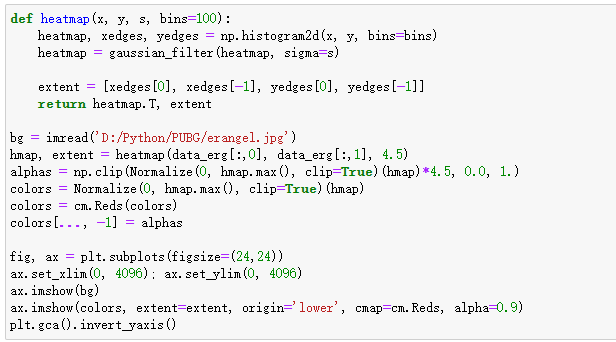 def heatmap(x, y, s, bins=100):
    heatmap, xedges, yedges = np.histogram2d(x, y, bins=bins)
    heatmap = gaussian_filter(heatmap, sigma=s)

    extent = [xedges[0], xedges[-1], yedges[0], yedges[-1]]
    return heatmap.T, extent

bg = imread('D:/Python/PUBG/erangel.jpg')
hmap, extent = heatmap(data_erg[:,0], data_erg[:,1], 4.5)
alphas = np.clip(Normalize(0, hmap.max(), clip=True)(hmap)*4.5, 0.0, 1.)
colors = Normalize(0, hmap.max(), clip=True)(hmap)
colors = cm.Reds(colors)
colors[..., -1] = alphas

fig, ax = plt.subplots(figsize=(24,24))
ax.set_xlim(0, 4096); ax.set_ylim(0, 4096)
ax.imshow(bg)
ax.imshow(colors, extent=extent, origin='lower', cmap=cm.Reds, alpha=0.9)
plt.gca().invert_yaxis()